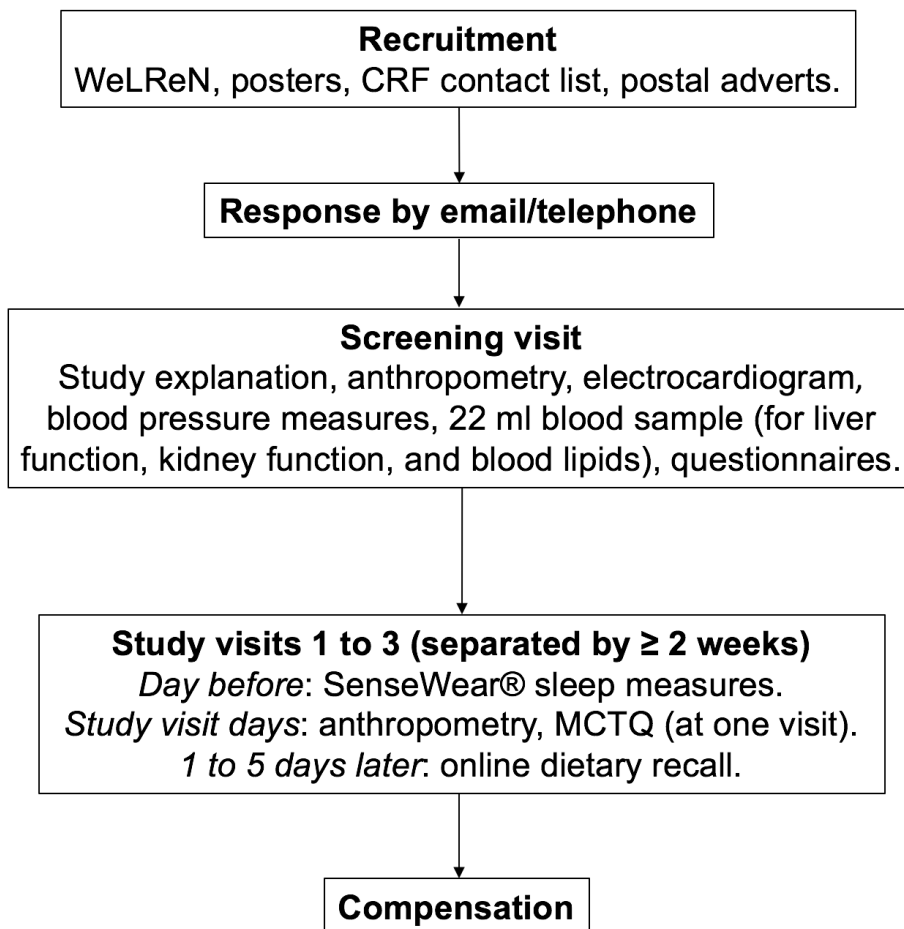 Recruitment
WeLReN, posters, CRF contact list, postal adverts.
Response by email/telephone
Screening visit
Study explanation, anthropometry, electrocardiogram,
blood pressure measures, 22 ml blood sample (for liver
function, kidney function, and blood lipids), questionnaires.
Study visits 1 to 3 (separated by ≥ 2 weeks)
Day before: SenseWear® sleep measures.
Study visit days: anthropometry, MCTQ (at one visit).
1 to 5 days later: online dietary recall.
Compensation